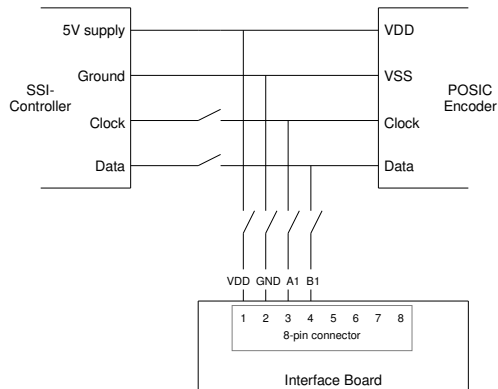 5V supply
VDD
Ground
VSS
SSI-
Controller
POSIC
Encoder
Clock
Clock
Data
Data
VDD GND A1 B1
1 2 3 4 5 6 7 8
8-pin connector
Interface Board